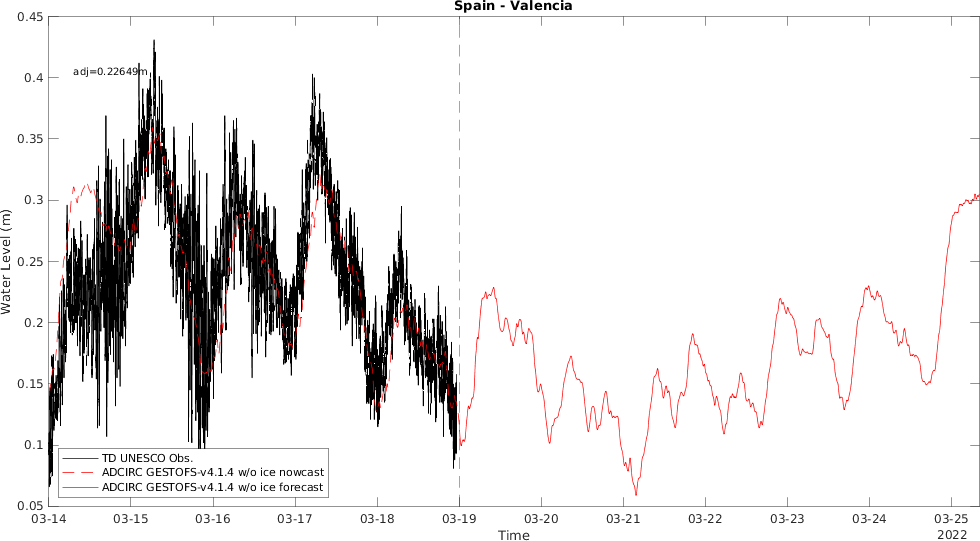 Spain - Valencia
0.45
0.4
0.35
0.3
0.25
0.2
0.15
0.1
0.05
Water Level (m)
adj=0.22649m
TD UNESCO Obs.
ADCIRC GESTOFS-v4.1.4 w/o ice nowcast
ADCIRC GESTOFS-v4.1.4 w/o ice forecast
03-14 03-15 03-16 03-17 03-18 03-19 03-20 03-21 03-22 03-23 03-24 03-25
2022
Time